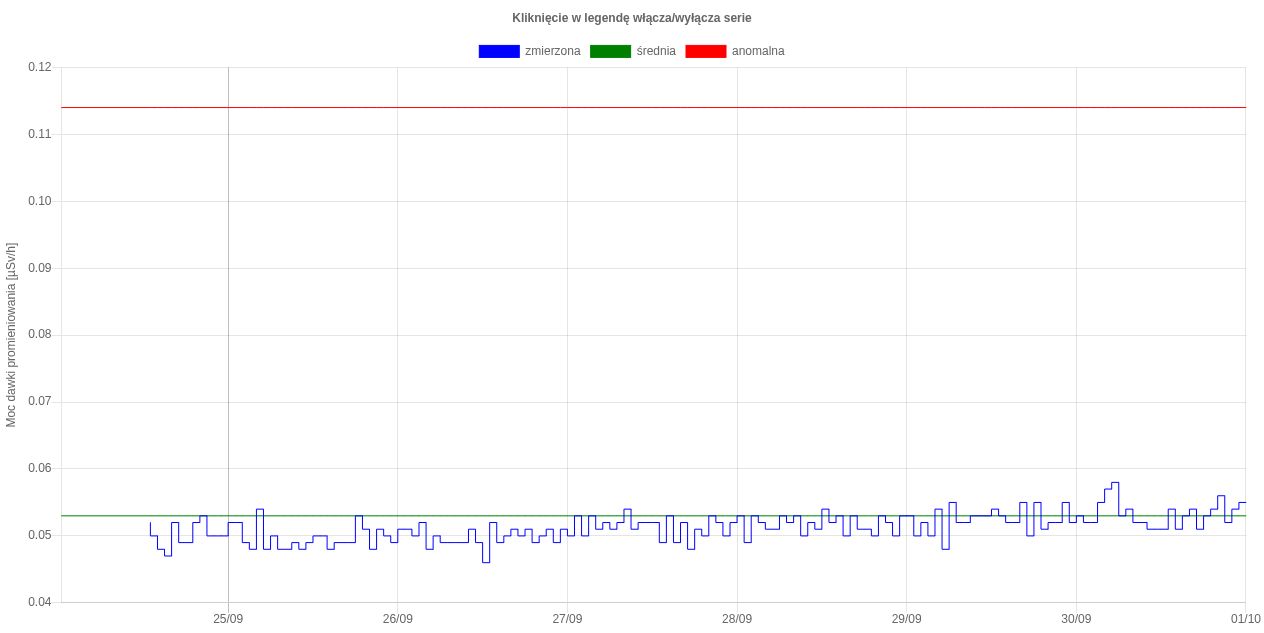 Kliknięcie w legendę włącza/wyłącza serie
zmierzona średnia anomalna
0.12
0.11
0.10
0.09
0.08
0.07
0.06
0.05
0.04
Moc dawki promieniowania [µSv/h]
25/09 26/09 27/09 28/09 29/09 30/09 01/10